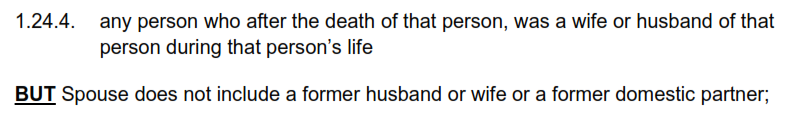 1.24.4. any person who after the death of that person, was a wife or husband of that
person during that person's life
BUT Spouse does not include a former husband or wife or a former domestic partner;